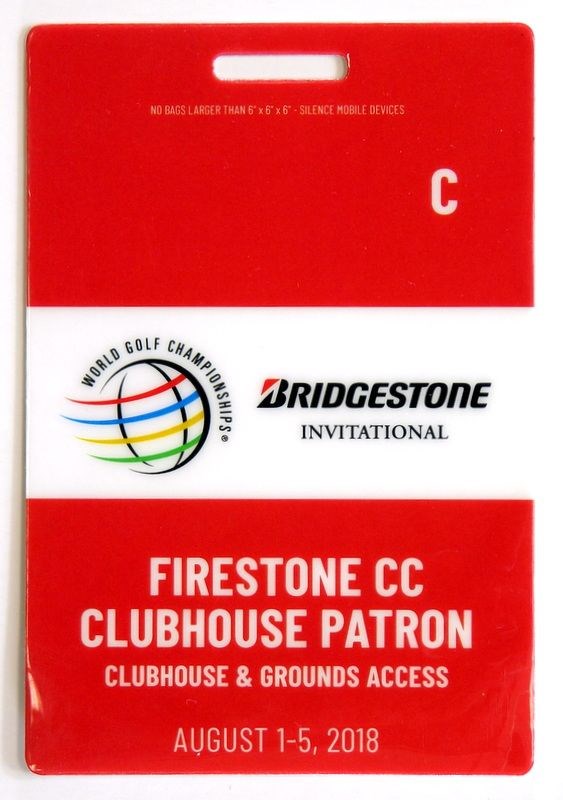 NO BAGS LARGER THAN 6" x 6" x 6" - SILENCE MOBILE DEVICES
C
WORLD GOLF CHAMPIONSHIPS®
BRIDGESTONE
INVITATIONAL
FIRESTONE CC
CLUBHOUSE PATRON
CLUBHOUSE & GROUNDS ACCESS
AUGUST 1-5, 2018